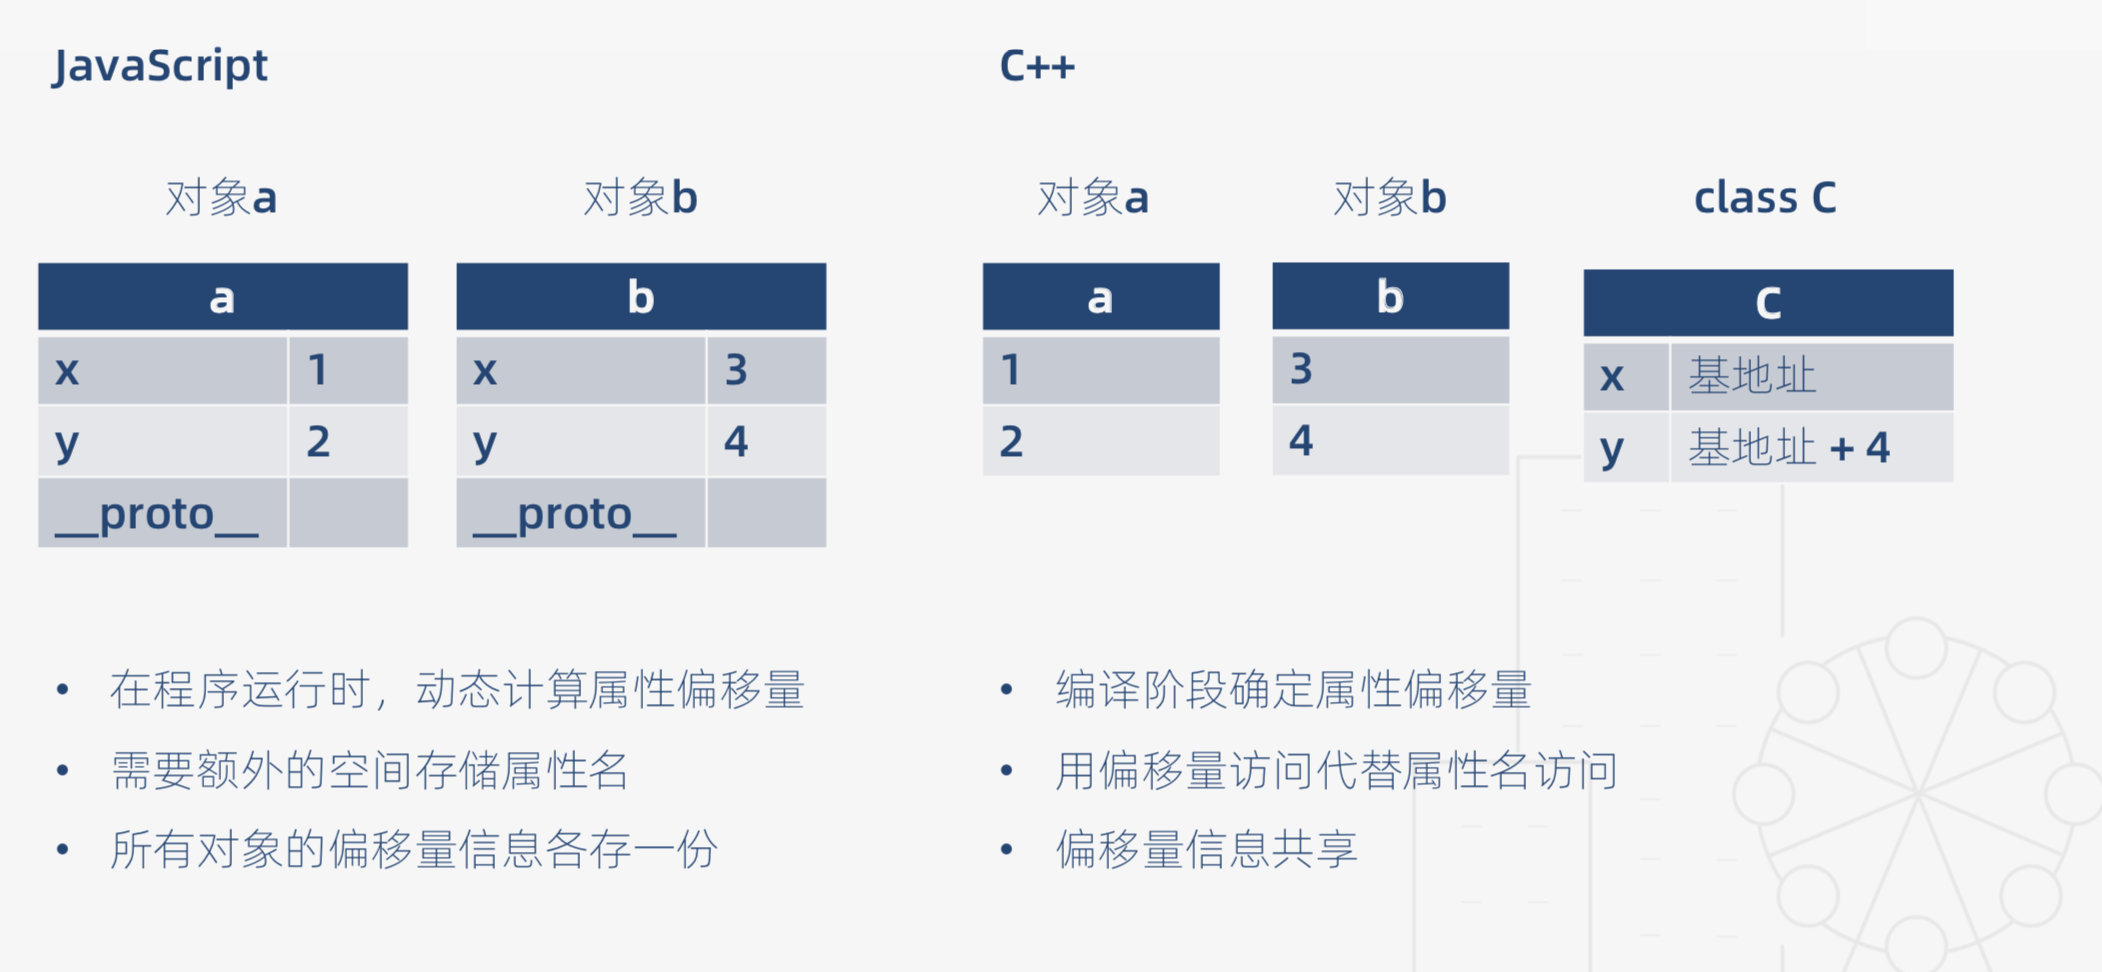 JavaScript
对象a
对象b
a
x 1
y 2
__proto__
b
x 3
y 4
__proto__
在程序运行时，动态计算属性偏移量
需要额外的空间存储属性名
所有对象的偏移量信息各存一份
C++
对象a
对象b
class C
a
1
2
b
3
4
C
x 基地址
y 基地址 + 4
编译阶段确定属性偏移量
用偏移量访问代替属性名访问
偏移量信息共享